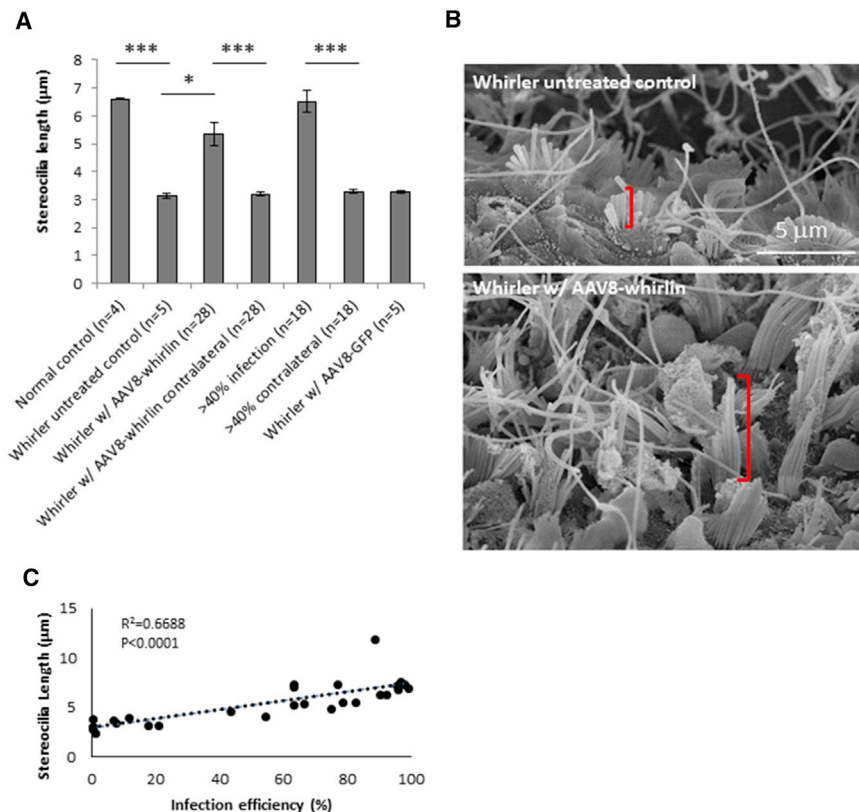 A
Stereocilia length (µm)
8
7
6
5
4
3
2
1
0
***
*
***
***
Normal control (n=4)
Whirler untreated control (n=5)
Whirler w/ AAV8-whirlin (n=28)
Whirler w/ AAV8-whirlin contralateral (n=28)
>40% infection (n=18)
>40% contralateral (n=18)
Whirler w/ AAV8-GFP (n=5)
B
Whirler untreated control
5 µm
Whirler w/ AAV8-whirlin
C
Stereocilia Length (µm)
15
10
5
0
R²=0.6688
P<0.0001
0 20 40 60 80 100
Infection efficiency (%)